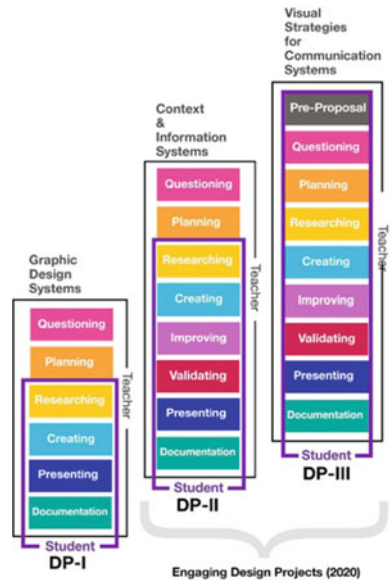 Graphic
Design
Systems
Questioning
Planning
Researching
Creating
Presenting
Documentation
Teacher
Student
DP-I
Context
&
Information
Systems
Questioning
Planning
Researching
Creating
Improving
Validating
Presenting
Documentation
Teacher
Student
DP-II
Visual
Strategies
for
Communication
Systems
Pre-Proposal
Questioning
Planning
Researching
Creating
Improving
Validating
Presenting
Documentation
Teacher
Student
DP-III
Engaging Design Projects (2020)